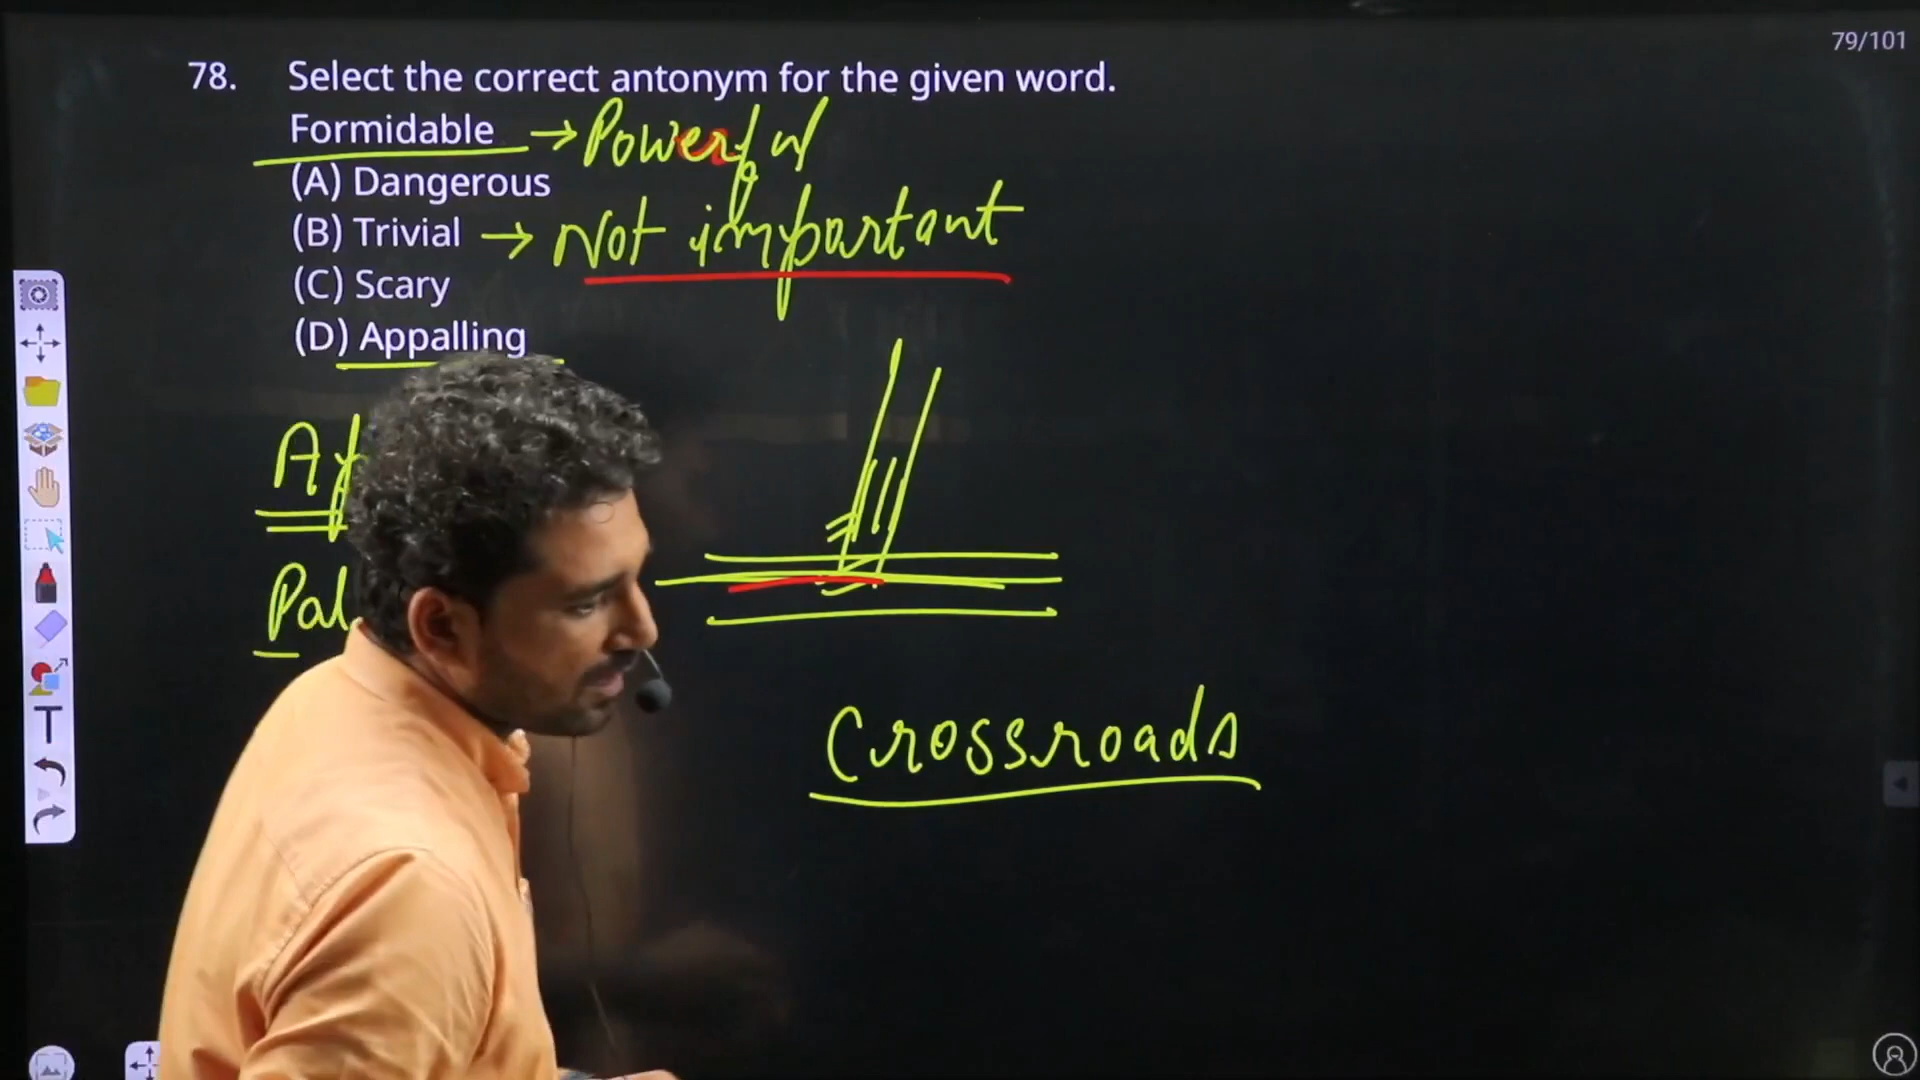 79/101
78. Select the correct antonym for the given word.
Formidable → Powerful
(A) Dangerous
(B) Trivial → Not important
(C) Scary
(D) Appalling
Crossroads
T